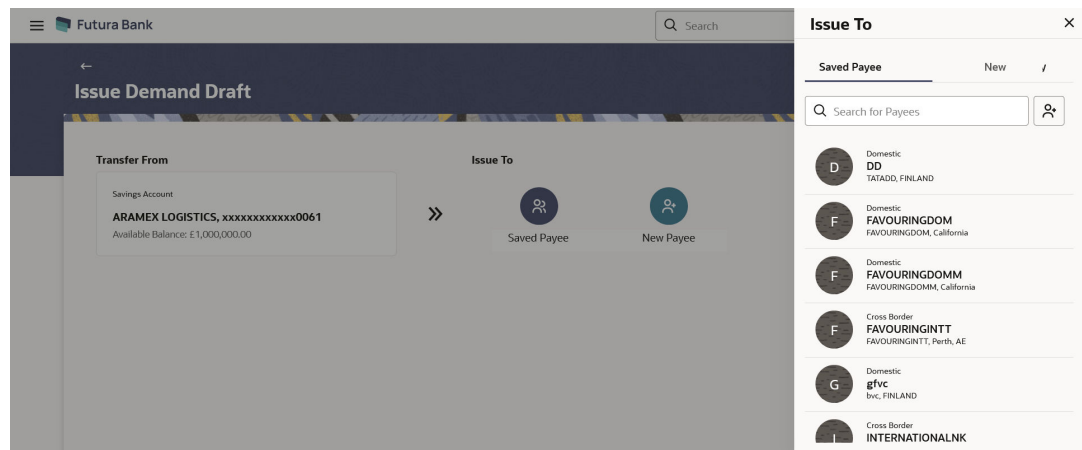 Futura Bank
Search
Issue Demand Draft
Transfer From
Savings Account
ARAMEX LOGISTICS, xxxxxxxxxxxx0061
Available Balance: £1,000,000.00
Issue To
Saved Payee
New Payee
Issue To
Saved Payee
New
Search for Payees
D
Domestic
DD
TATADD, FINLAND
F
Domestic
FAVOURINGDOM
FAVOURINGDOM, California
F
Domestic
FAVOURINGDOMM
FAVOURINGDOMM, California
F
Cross Border
FAVOURINGINTT
FAVOURINGINTT, Perth, AE
G
Domestic
gfvc
bvc, FINLAND
I
Cross Border
INTERNATIONALNK